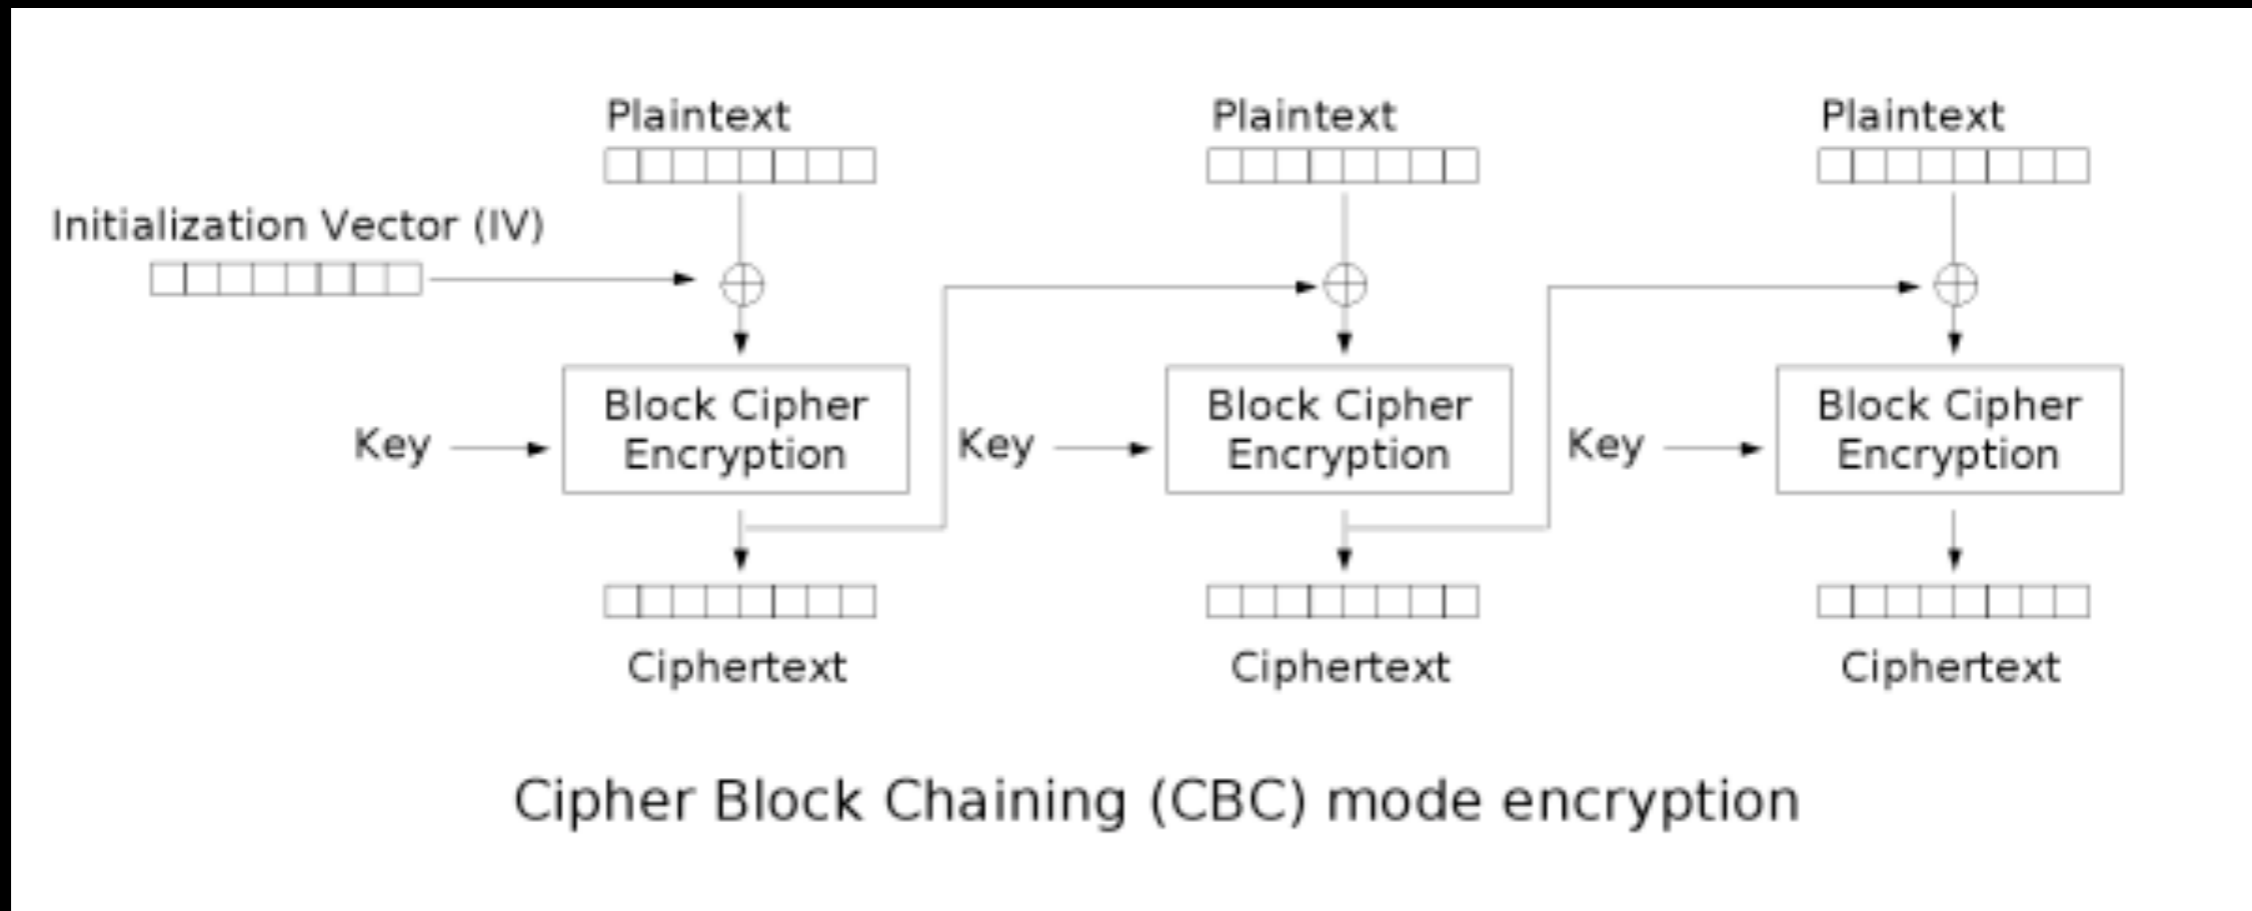 Plaintext
Plaintext
Plaintext
Initialization Vector (IV)
Key
Block Cipher
Encryption
Key
Block Cipher
Encryption
Key
Block Cipher
Encryption
Ciphertext
Ciphertext
Ciphertext
Cipher Block Chaining (CBC) mode encryption